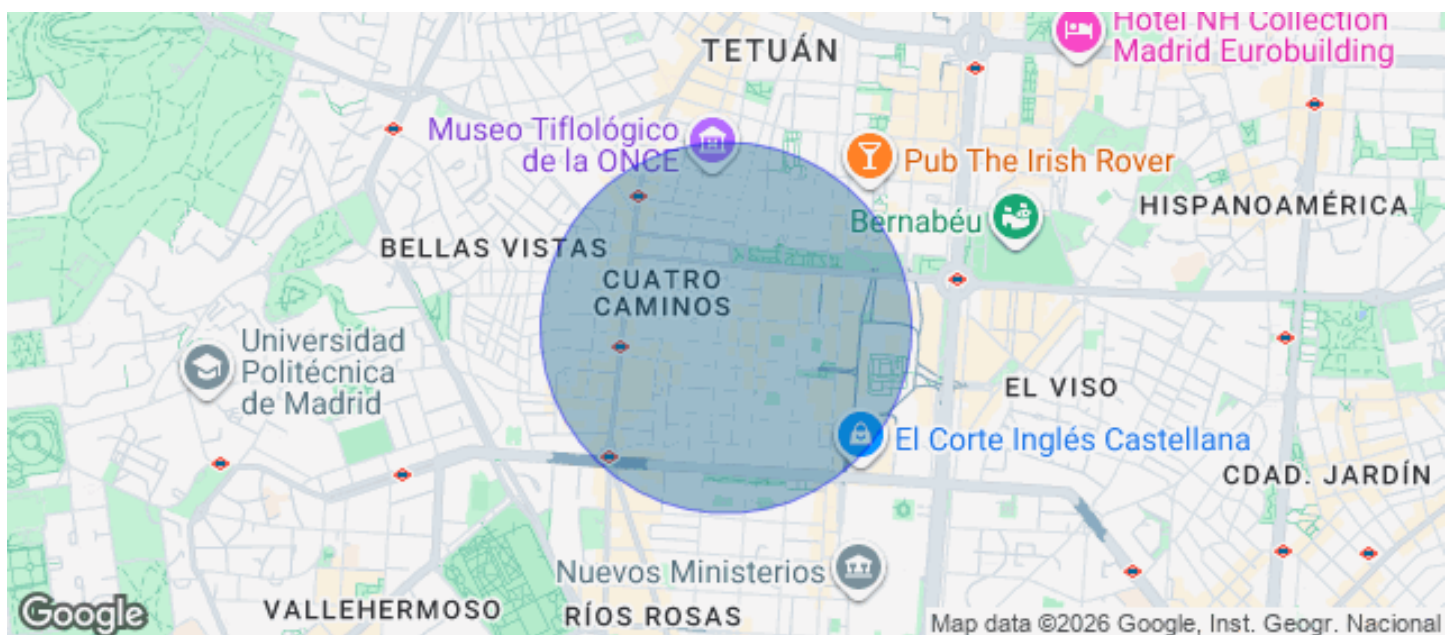 Hotel NH Collection
Madrid Eurobuilding
TETUÁN
Museo Tiflológico
de la ONCE
Pub The Irish Rover
HISPANOAMÉRICA
Bernabéu
BELLAS VISTAS
CUATRO
CAMINOS
Universidad
Politécnica
de Madrid
EL VISO
El Corte Inglés Castellana
CDAD. JARDÍN
Nuevos Ministerios
VALLEHERMOSO
RÍOS ROSAS
Google
Map data ©2026 Google, Inst. Geogr. Nacional